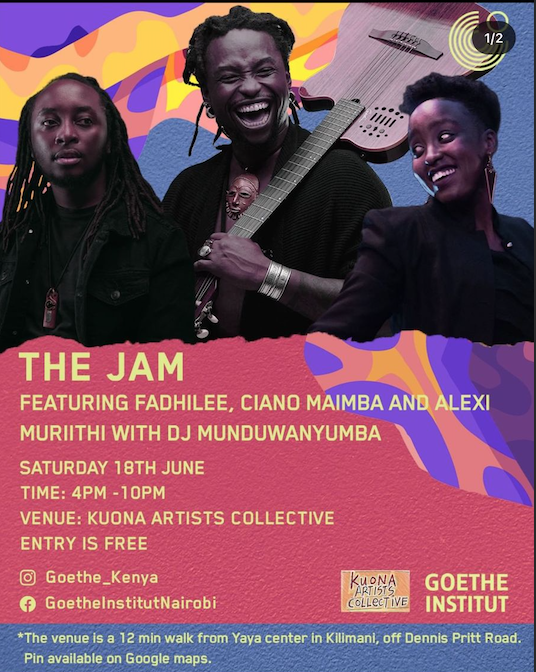 1/2
THE JAM
FEATURING FADHILEE, CIANO MAIMBA AND ALEXI
MURIITHI WITH DJ MUNDUWANYUMBA
SATURDAY 18TH JUNE
TIME: 4PM -10PM
VENUE: KUONA ARTISTS COLLECTIVE
ENTRY IS FREE
Goethe_Kenya
GoetheInstitutNairobi
KUONA
ARTISTS
COLLECTIVE
GOETHE
INSTITUT
*The venue is a 12 min walk from Yaya center in Kilimani, off Dennis Pritt Road.
Pin available on Google maps.